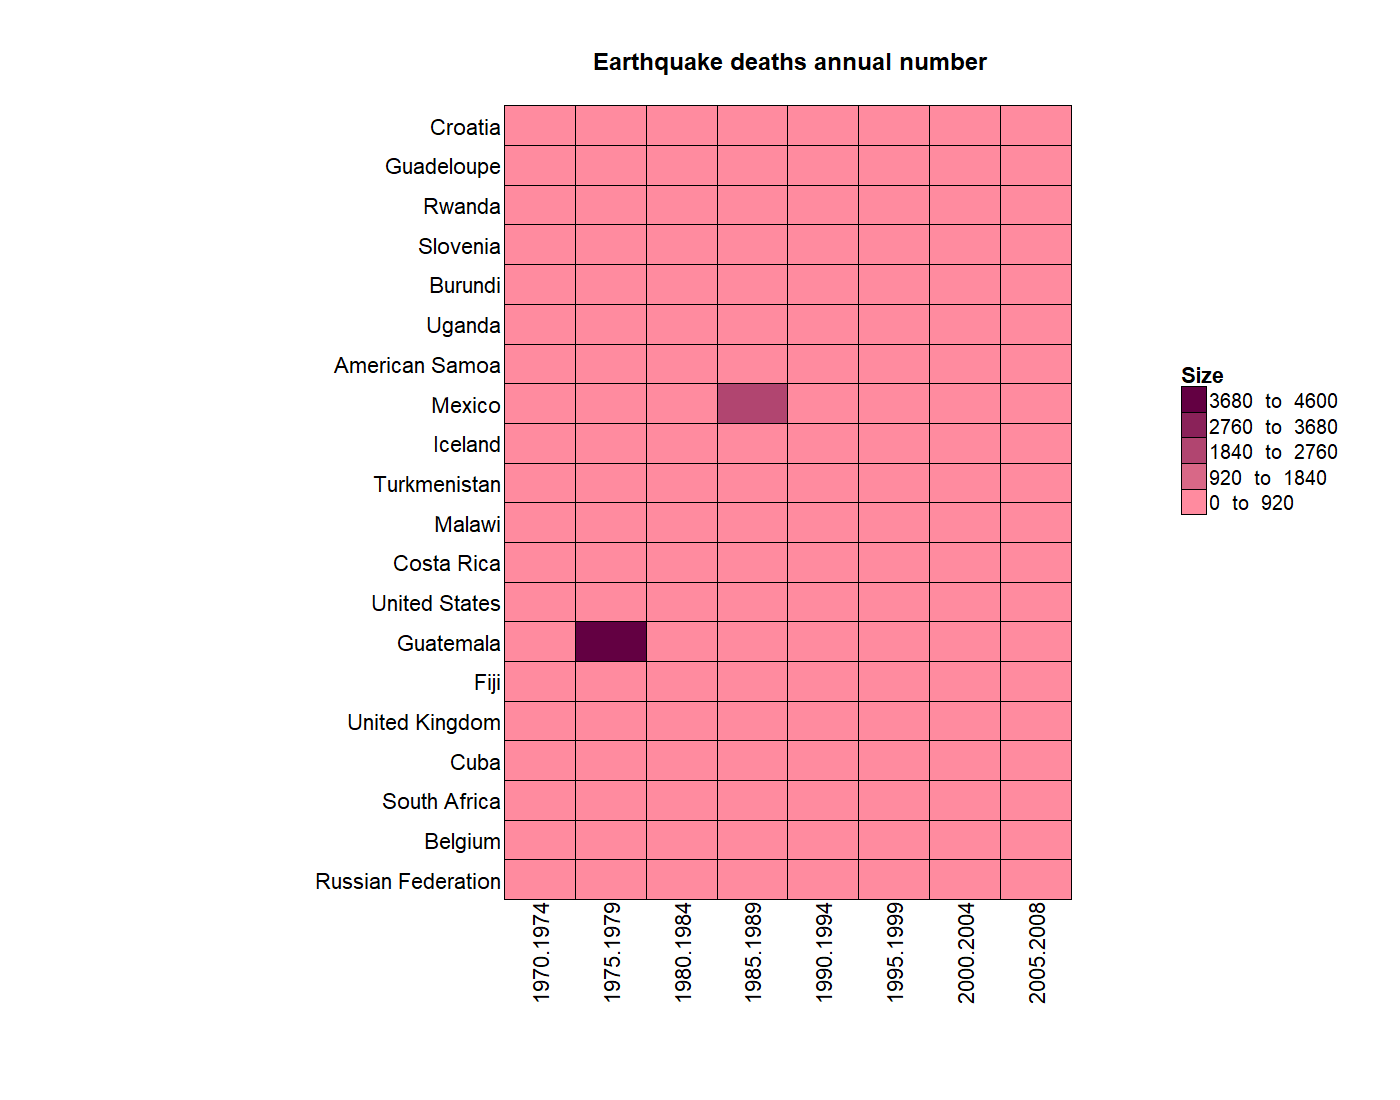 Earthquake deaths annual number
Croatia
Guadeloupe
Rwanda
Slovenia
Burundi
Uganda
American Samoa
Mexico
Iceland
Turkmenistan
Malawi
Costa Rica
United States
Guatemala
Fiji
United Kingdom
Cuba
South Africa
Belgium
Russian Federation
1970.1974
1975.1979
1980.1984
1985.1989
1990.1994
1995.1999
2000.2004
2005.2008
Size
3680 to 4600
2760 to 3680
1840 to 2760
920 to 1840
0 to 920